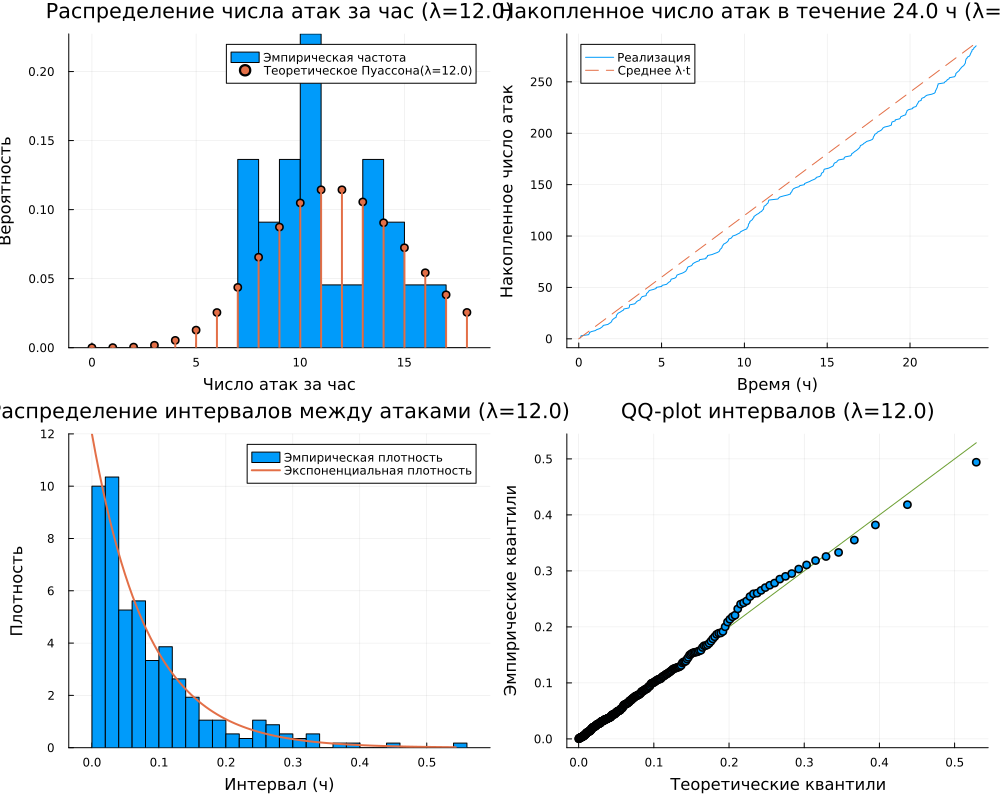 Распределение числа атак за час (λ=12.0)
Эмпирическая частота
Теоретическое Пуассона(λ=12.0)
Вероятность
0.20
0.15
0.10
0.05
0.00
0 5 10 15
Число атак за час
Накопленное число атак в течение 24.0 ч (λ=
Реализация
Среднее λ·t
Накопленное число атак
250
200
150
100
50
0
0 5 10 15 20
Время (ч)
Распределение интервалов между атаками (λ=12.0)
Эмпирическая плотность
Экспоненциальная плотность
Плотность
12
10
8
6
4
2
0
0.0 0.1 0.2 0.3 0.4 0.5
Интервал (ч)
QQ-plot интервалов (λ=12.0)
Эмпирические квантили
0.5
0.4
0.3
0.2
0.1
0.0
0.0 0.1 0.2 0.3 0.4 0.5
Теоретические квантили